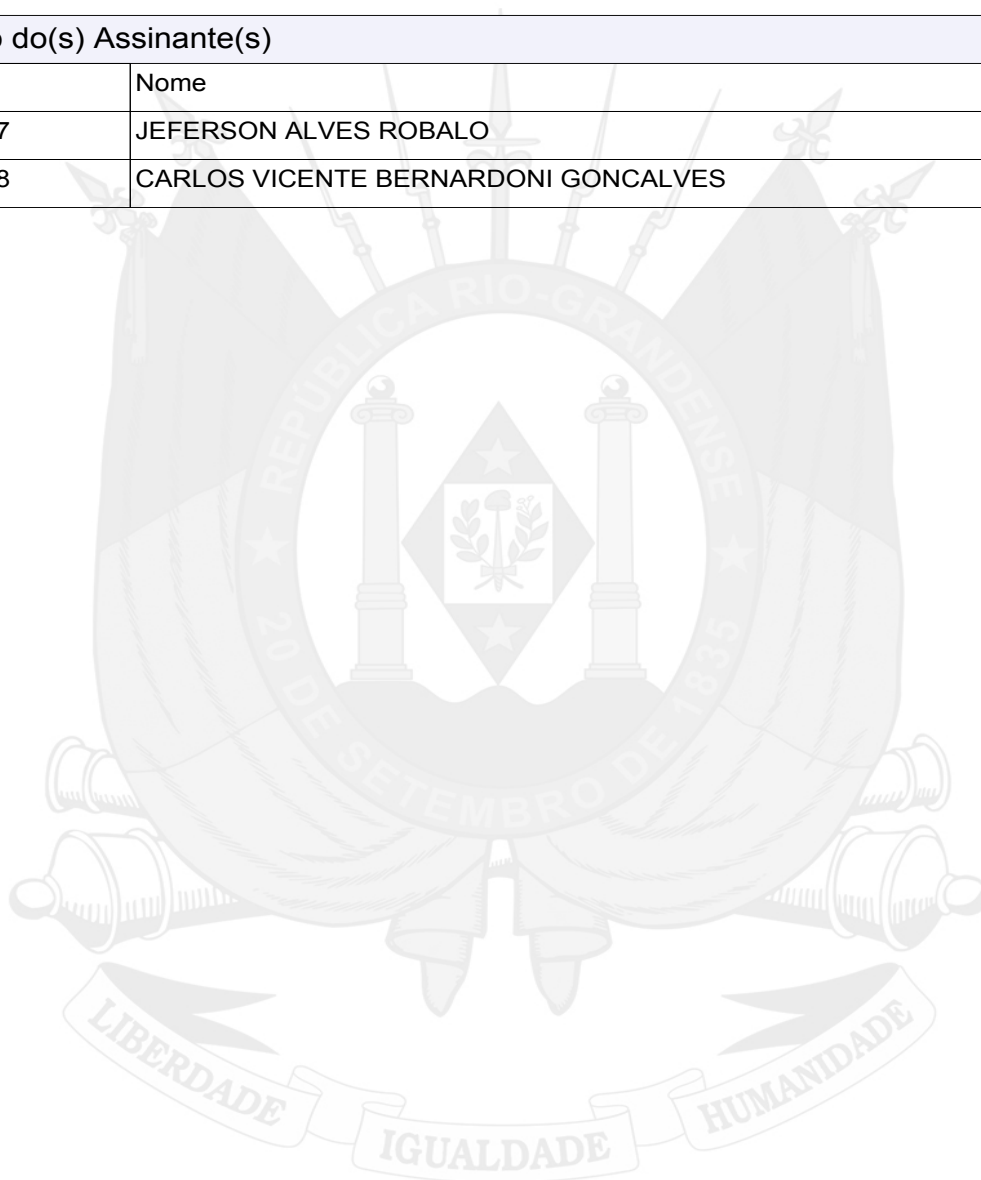 o do(s) Assinante(s)
Nome
7 JEFERSON ALVES ROBALO
8 CARLOS VICENTE BERNARDONI GONCALVES
REPÚBLICA RIO-GRANDENSE
20 DE SETEMBRO DE 1835
LIBERDADE IGUALDADE HUMANIDADE